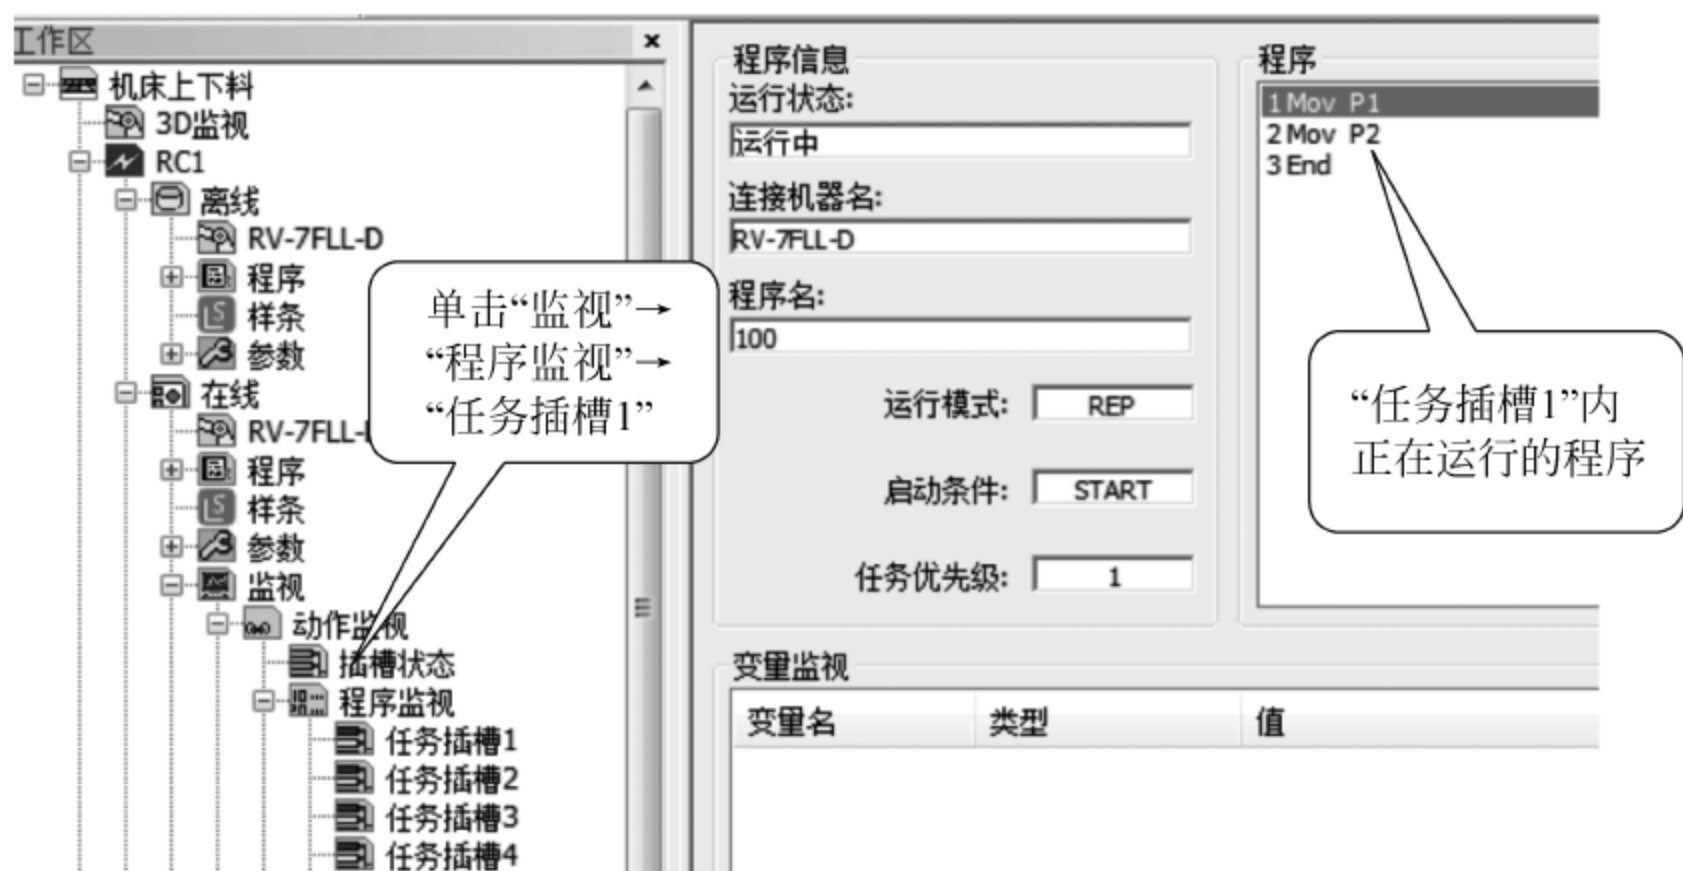 工作区
机床上下料
3D监视
RC1
离线
RV-7FLL-D
程序
样条
参数
在线
RV-7FLL-
程序
样条
参数
监视
动作监视
插槽状态
程序监视
任务插槽1
任务插槽2
任务插槽3
任务插槽4
单击“监视”→
“程序监视”→
“任务插槽1”
程序信息
运行状态:
运行中
连接机器名:
RV-7FLL-D
程序名:
100
运行模式: REP
启动条件: START
任务优先级: 1
程序
1 Mov P1
2 Mov P2
3 End
“任务插槽1”内
正在运行的程序
变量监视
变量名 类型 值